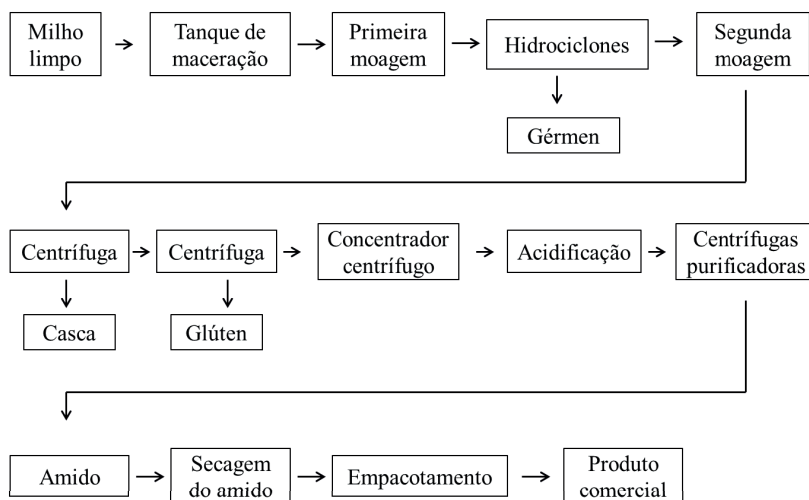 Milho
limpo
Tanque de
maceração
Primeira
moagem
Hidrociclones
Segunda
moagem
Gérmen
Centrífuga
Centrífuga
Concentrador
centrífugo
Acidificação
Centrífugas
purificadoras
Casca
Glúten
Amido
Secagem
do amido
Empacotamento
Produto
comercial